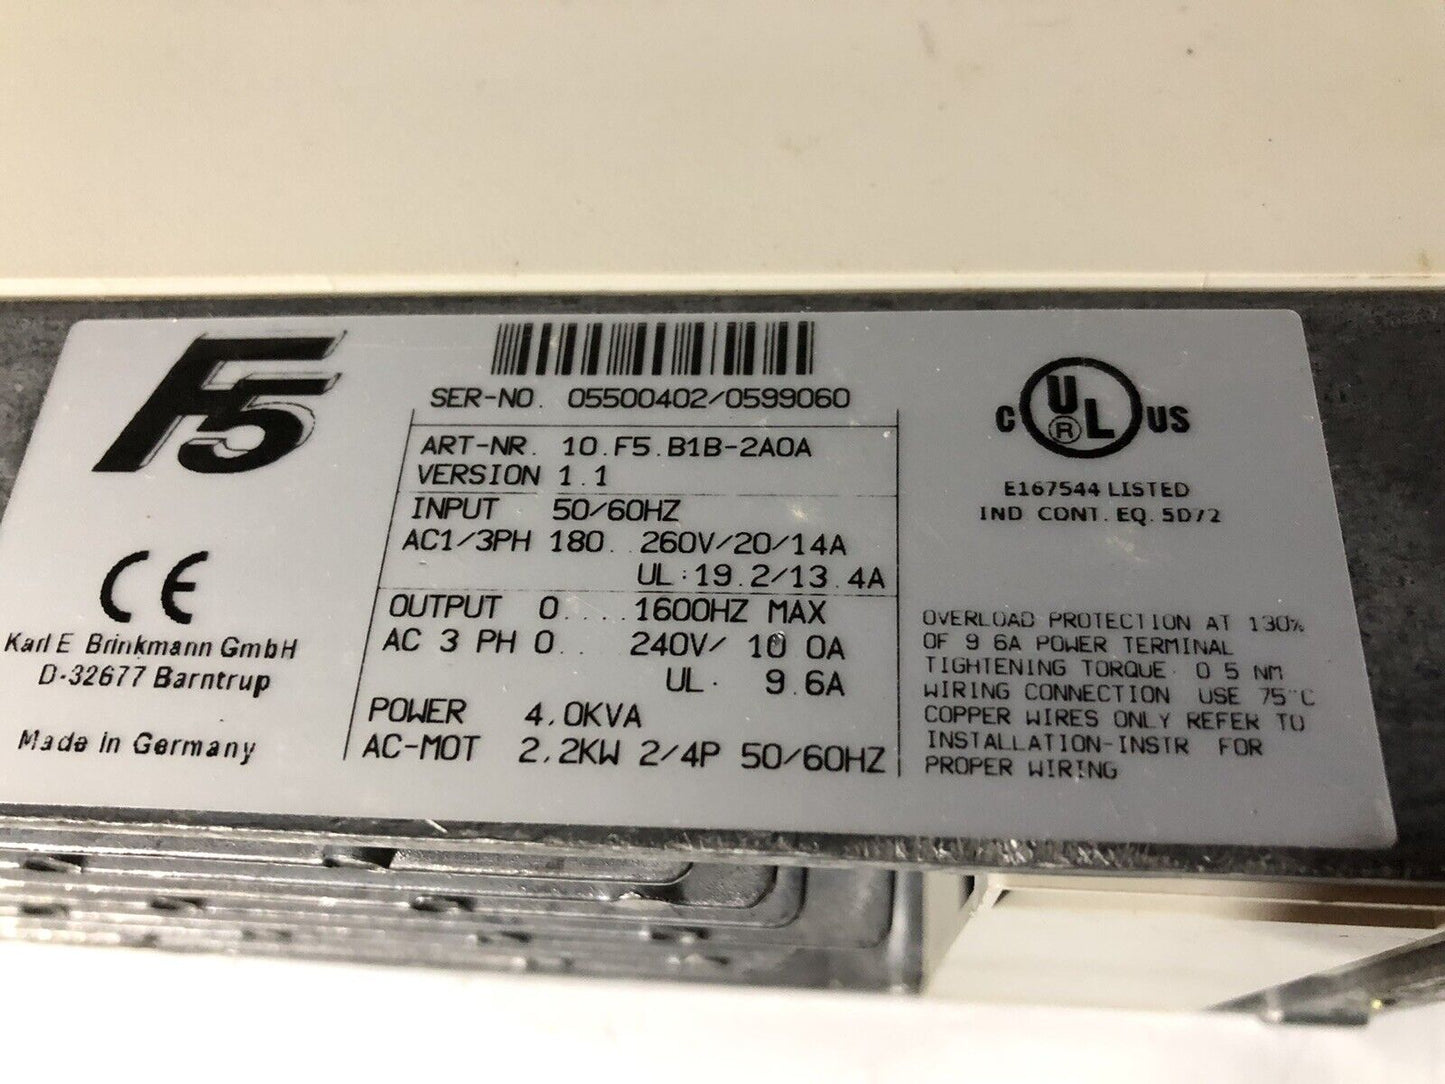 F5
SER-NO. 05500402/0599060
ART-NR. 10.F5.B1B-2A0A
VERSION 1.1
INPUT 50/60HZ
AC1/3PH 180.. 260V/20/14A
UL:19.2/13.4A
OUTPUT 0....1600HZ MAX
AC 3 PH 0... 240V/ 10.0A
UL. 9.6A
POWER 4.0KVA
AC-MOT 2.2KW 2/4P 50/60HZ
CE
Karl E. Brinkmann GmbH
D-32677 Barntrup
Made in Germany
C UL US
®
E167544 LISTED
IND CONT. EQ. 5D72
OVERLOAD PROTECTION AT 130%
OF 9.6A POWER TERMINAL
TIGHTENING TORQUE 0.5 NM
WIRING CONNECTION USE 75°C
COPPER WIRES ONLY REFER TO
INSTALLATION-INSTR FOR
PROPER WIRING